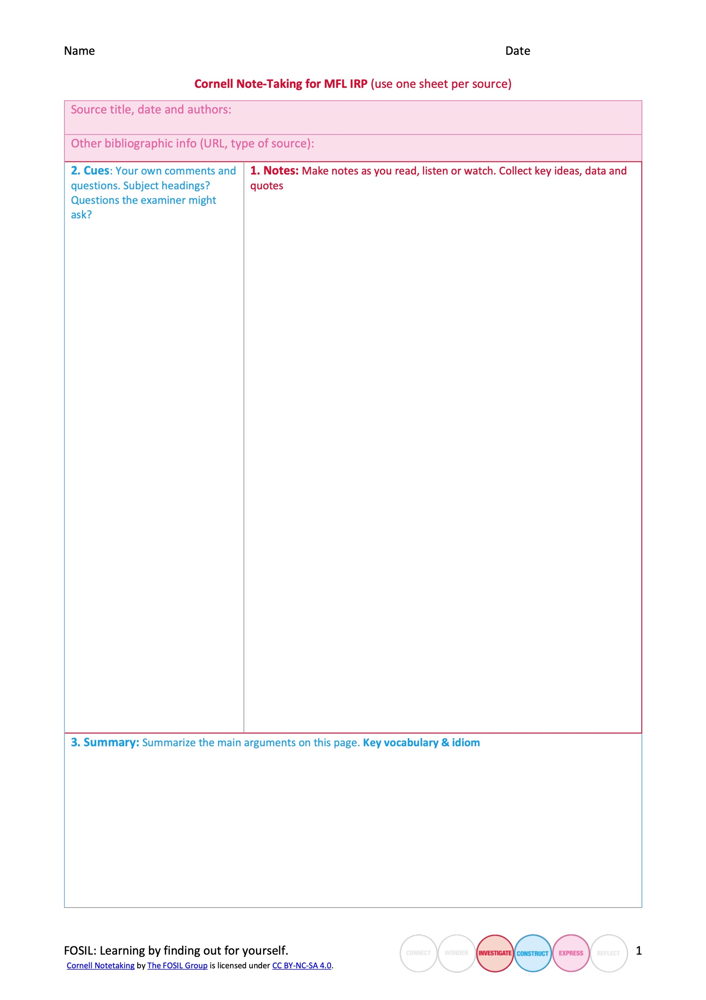 Name Date
Cornell Note-Taking for MFL IRP (use one sheet per source)
Source title, date and authors:
Other bibliographic info (URL, type of source):
2. Cues: Your own comments and
questions. Subject headings?
Questions the examiner might
ask?
1. Notes: Make notes as you read, listen or watch. Collect key ideas, data and
quotes
3. Summary: Summarize the main arguments on this page. Key vocabulary & idiom
FOSIL: Learning by finding out for yourself.
Cornell Notetaking by The FOSIL Group is licensed under CC BY-NC-SA 4.0.
CONNECT WONDER INVESTIGATE CONSTRUCT EXPRESS REFLECT 1